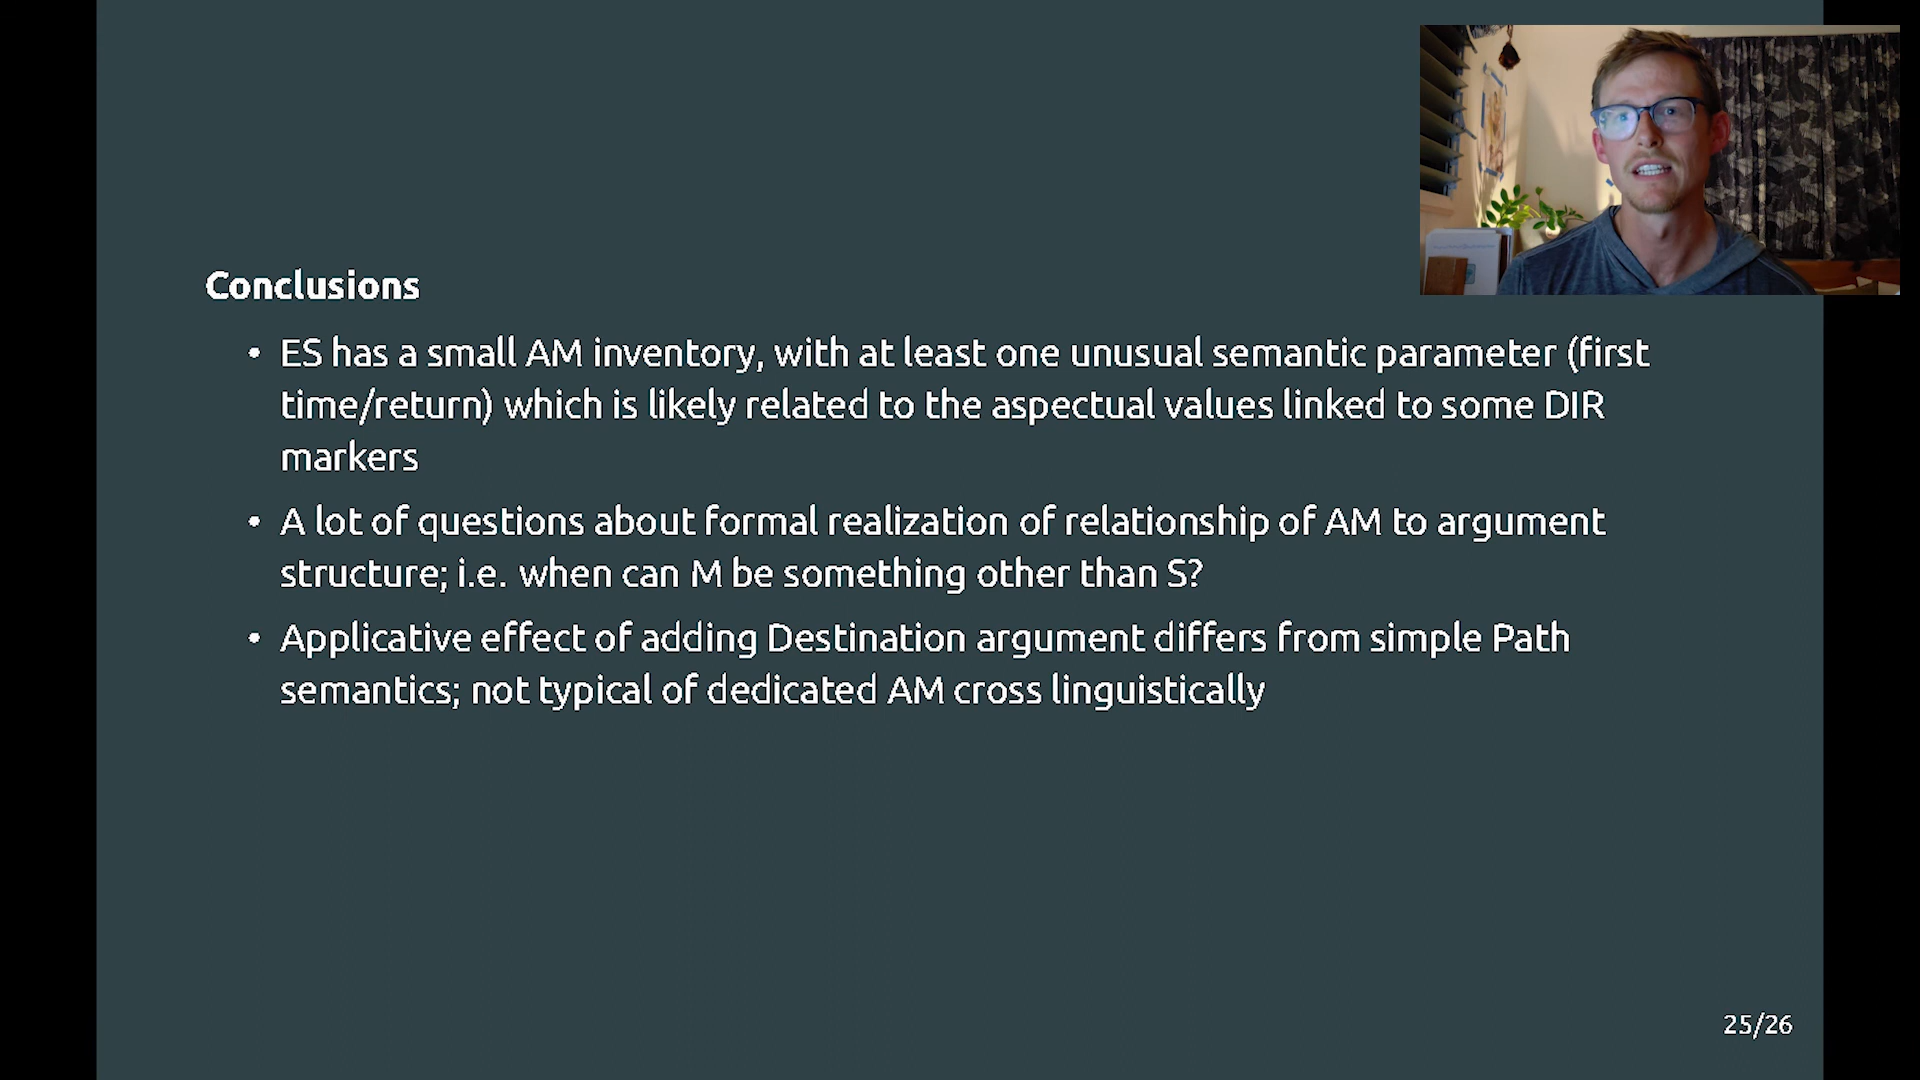 Conclusions
• ES has a small AM inventory, with at least one unusual semantic parameter (first
time/return) which is likely related to the aspectual values linked to some DIR
markers
• A lot of questions about formal realization of relationship of AM to argument
structure; i.e. when can M be something other than S?
• Applicative effect of adding Destination argument differs from simple Path
semantics; not typical of dedicated AM cross linguistically
25/26